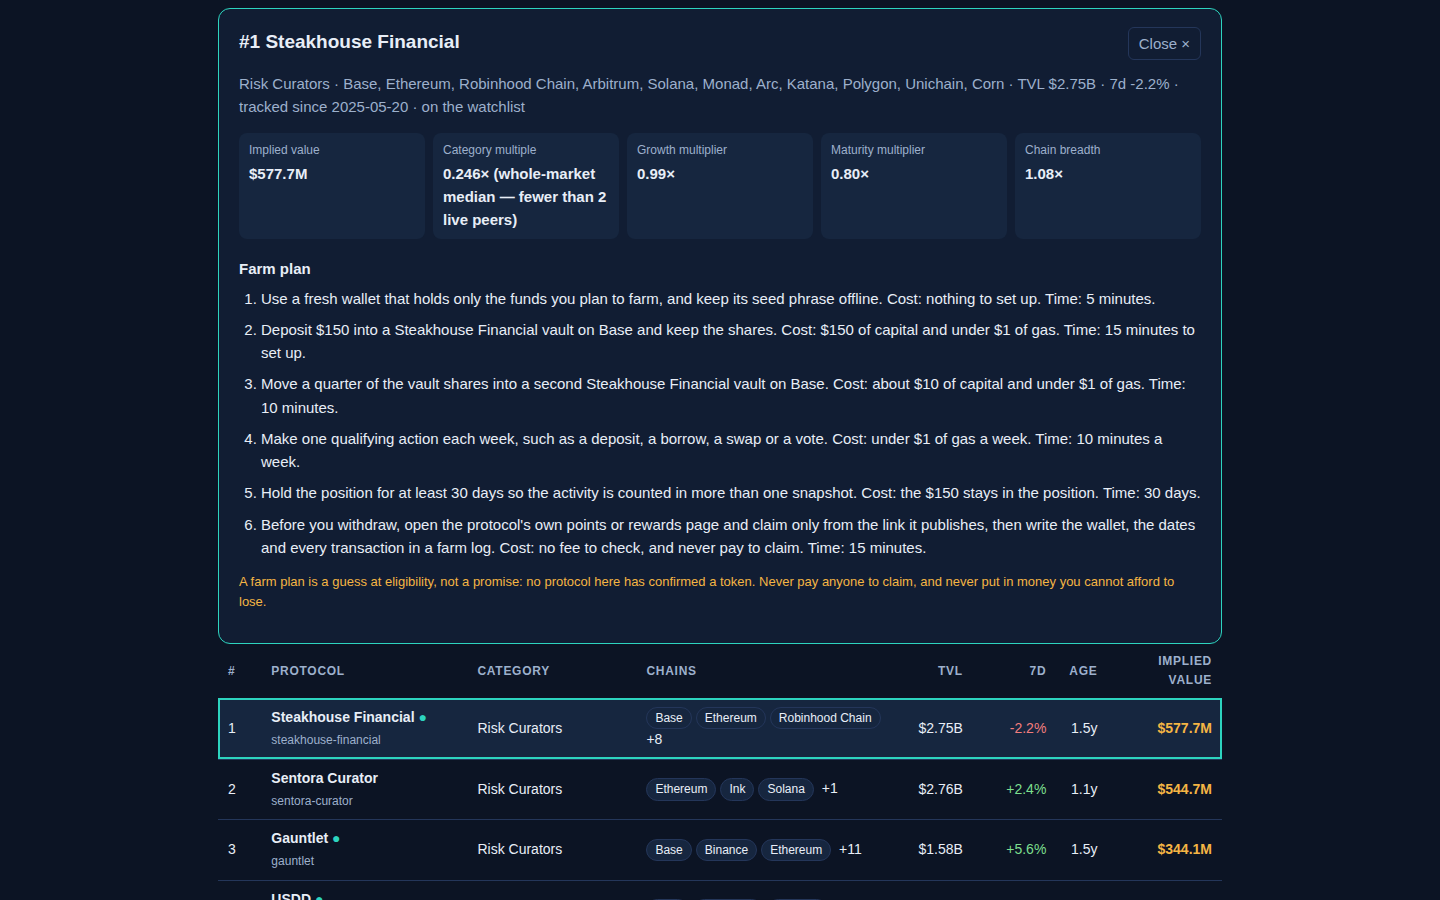 #1 Steakhouse Financial
Close ×
Risk Curators · Base, Ethereum, Robinhood Chain, Arbitrum, Solana, Monad, Arc, Katana, Polygon, Unichain, Corn · TVL $2.75B · 7d -2.2% ·
tracked since 2025-05-20 · on the watchlist
Implied value
$577.7M
Category multiple
0.246× (whole-market
median — fewer than 2
live peers)
Growth multiplier
0.99×
Maturity multiplier
0.80×
Chain breadth
1.08×
Farm plan
1. Use a fresh wallet that holds only the funds you plan to farm, and keep its seed phrase offline. Cost: nothing to set up. Time: 5 minutes.
2. Deposit $150 into a Steakhouse Financial vault on Base and keep the shares. Cost: $150 of capital and under $1 of gas. Time: 15 minutes to
set up.
3. Move a quarter of the vault shares into a second Steakhouse Financial vault on Base. Cost: about $10 of capital and under $1 of gas. Time:
10 minutes.
4. Make one qualifying action each week, such as a deposit, a borrow, a swap or a vote. Cost: under $1 of gas a week. Time: 10 minutes a
week.
5. Hold the position for at least 30 days so the activity is counted in more than one snapshot. Cost: the $150 stays in the position. Time: 30 days.
6. Before you withdraw, open the protocol's own points or rewards page and claim only from the link it publishes, then write the wallet, the dates
and every transaction in a farm log. Cost: no fee to check, and never pay to claim. Time: 15 minutes.
A farm plan is a guess at eligibility, not a promise: no protocol here has confirmed a token. Never pay anyone to claim, and never put in money you cannot afford to
lose.
# PROTOCOL CATEGORY CHAINS TVL 7D AGE IMPLIED
VALUE
1 Steakhouse Financial ● Risk Curators Base Ethereum Robinhood Chain $2.75B -2.2% 1.5y $577.7M
steakhouse-financial +8
2 Sentora Curator Risk Curators Ethereum Ink Solana +1 $2.76B +2.4% 1.1y $544.7M
sentora-curator
3 Gauntlet ● Risk Curators Base Binance Ethereum +11 $1.58B +5.6% 1.5y $344.1M
gauntlet
USDD ●